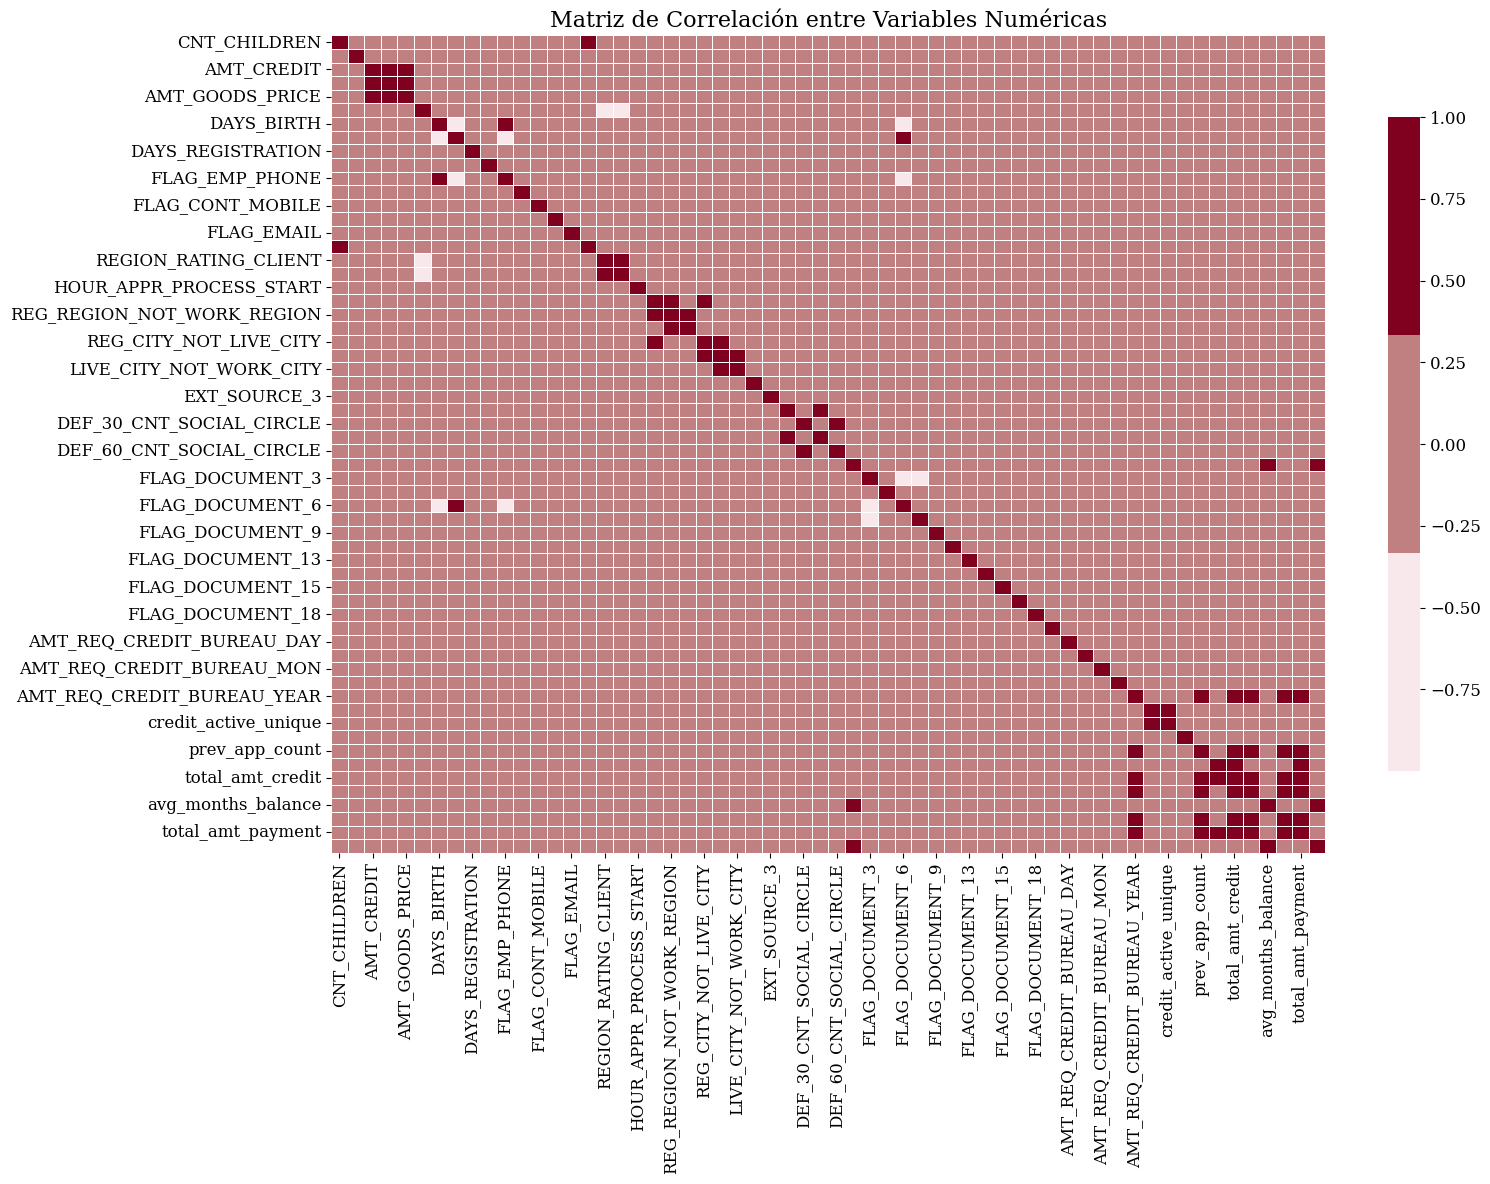 Matriz de Correlación entre Variables Numéricas
CNT_CHILDREN
AMT_CREDIT
AMT_GOODS_PRICE
DAYS_BIRTH
DAYS_REGISTRATION
FLAG_EMP_PHONE
FLAG_CONT_MOBILE
FLAG_EMAIL
REGION_RATING_CLIENT
HOUR_APPR_PROCESS_START
REG_REGION_NOT_WORK_REGION
REG_CITY_NOT_LIVE_CITY
LIVE_CITY_NOT_WORK_CITY
EXT_SOURCE_3
DEF_30_CNT_SOCIAL_CIRCLE
DEF_60_CNT_SOCIAL_CIRCLE
FLAG_DOCUMENT_3
FLAG_DOCUMENT_6
FLAG_DOCUMENT_9
FLAG_DOCUMENT_13
FLAG_DOCUMENT_15
FLAG_DOCUMENT_18
AMT_REQ_CREDIT_BUREAU_DAY
AMT_REQ_CREDIT_BUREAU_MON
AMT_REQ_CREDIT_BUREAU_YEAR
credit_active_unique
prev_app_count
total_amt_credit
avg_months_balance
total_amt_payment
CNT_CHILDREN
AMT_CREDIT
AMT_GOODS_PRICE
DAYS_BIRTH
DAYS_REGISTRATION
FLAG_EMP_PHONE
FLAG_CONT_MOBILE
FLAG_EMAIL
REGION_RATING_CLIENT
HOUR_APPR_PROCESS_START
REG_REGION_NOT_WORK_REGION
REG_CITY_NOT_LIVE_CITY
LIVE_CITY_NOT_WORK_CITY
EXT_SOURCE_3
DEF_30_CNT_SOCIAL_CIRCLE
DEF_60_CNT_SOCIAL_CIRCLE
FLAG_DOCUMENT_3
FLAG_DOCUMENT_6
FLAG_DOCUMENT_9
FLAG_DOCUMENT_13
FLAG_DOCUMENT_15
FLAG_DOCUMENT_18
AMT_REQ_CREDIT_BUREAU_DAY
AMT_REQ_CREDIT_BUREAU_MON
AMT_REQ_CREDIT_BUREAU_YEAR
credit_active_unique
prev_app_count
total_amt_credit
avg_months_balance
total_amt_payment
1.00
0.75
0.50
0.25
0.00
−0.25
−0.50
−0.75